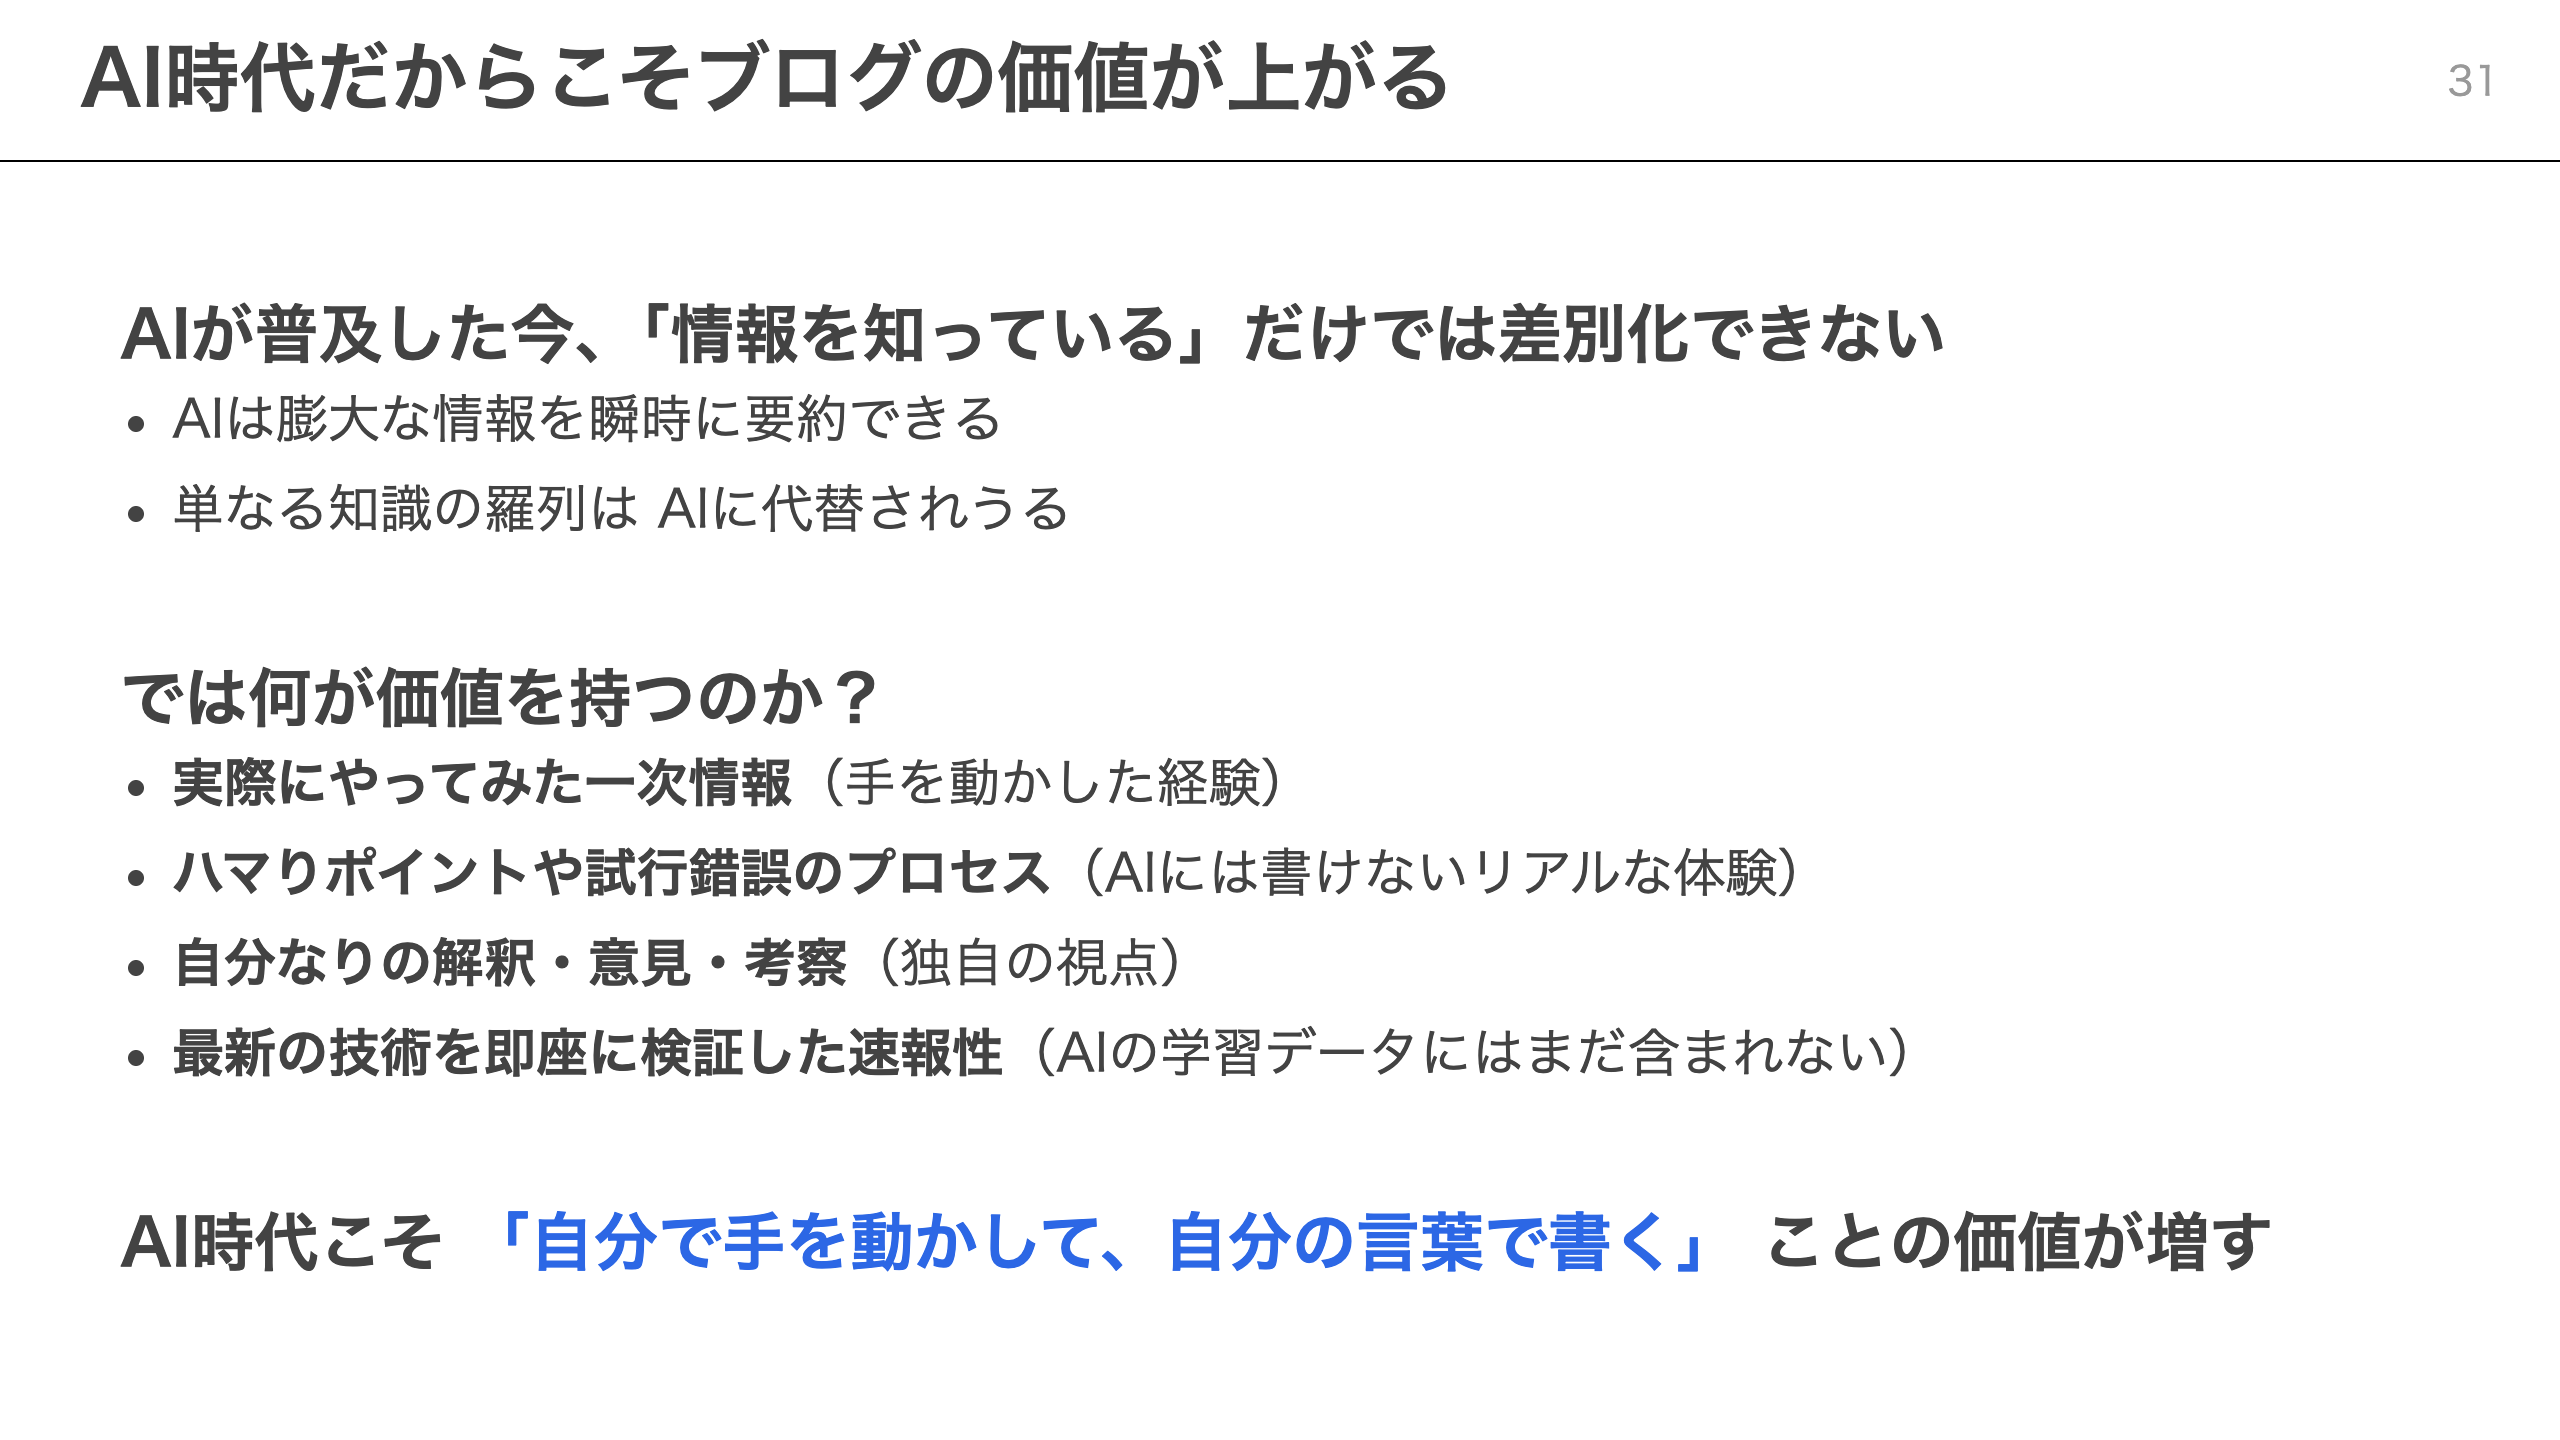 AI時代だからこそブログの価値が上がる
31
AIが普及した今、「情報を知っている」だけでは差別化できない
• AIは膨大な情報を瞬時に要約できる
• 単なる知識の羅列は AIに代替されうる
では何が価値を持つのか？
• 実際にやってみた一次情報（手を動かした経験）
• ハマりポイントや試行錯誤のプロセス（AIには書けないリアルな体験）
• 自分なりの解釈・意見・考察（独自の視点）
• 最新の技術を即座に検証した速報性（AIの学習データにはまだ含まれない）
AI時代こそ 「自分で手を動かして、自分の言葉で書く」 ことの価値が増す